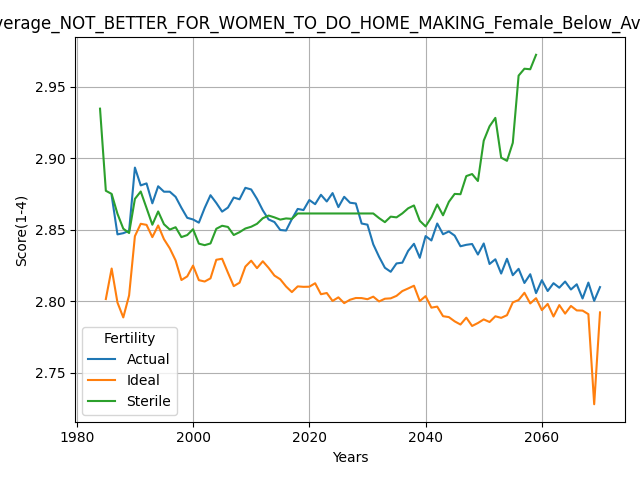 verage_NOT_BETTER_FOR_WOMEN_TO_DO_HOME_MAKING_Female_Below_Av
2.95
2.90
2.85
2.80
2.75
Score(1-4)
Fertility
Actual
Ideal
Sterile
1980
2000
2020
2040
2060
Years